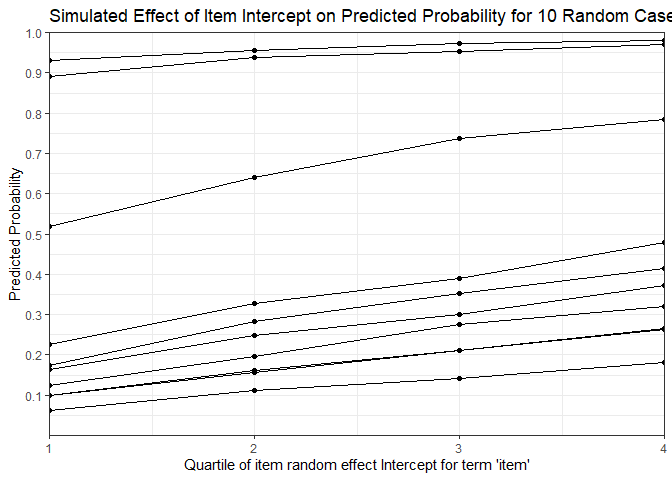 Simulated Effect of Item Intercept on Predicted Probability for 10 Random Case
Predicted Probability
1.0
0.9
0.8
0.7
0.6
0.5
0.4
0.3
0.2
0.1
1 2 3 4
Quartile of item random effect Intercept for term 'item'